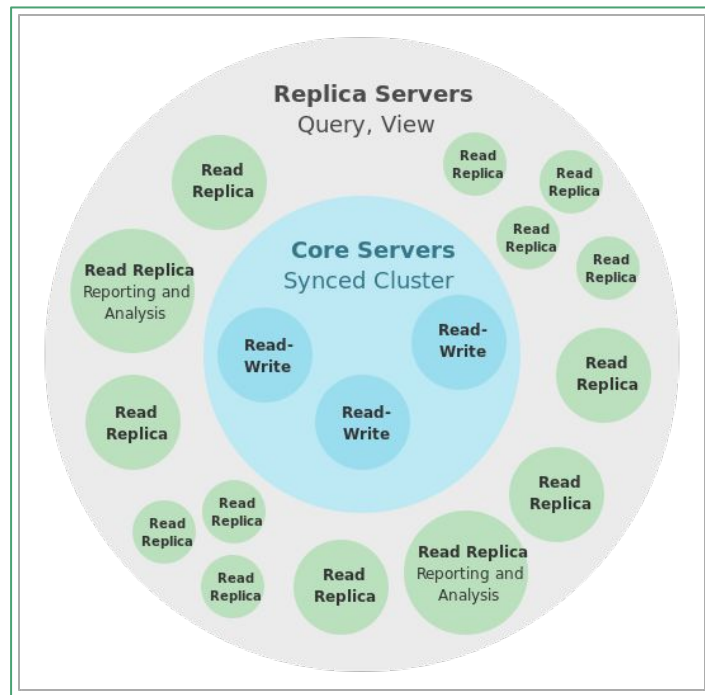 Replica Servers
Query, View
Read
Replica
Read
Replica
Read
Replica
Read
Replica
Read
Replica
Core Servers
Synced Cluster
Read Replica
Reporting and
Analysis
Read-
Write
Read-
Write
Read
Replica
Read-
Write
Read
Replica
Read
Replica
Read
Replica
Read
Replica
Read Replica
Reporting and
Analysis
Read
Replica
Read
Replica